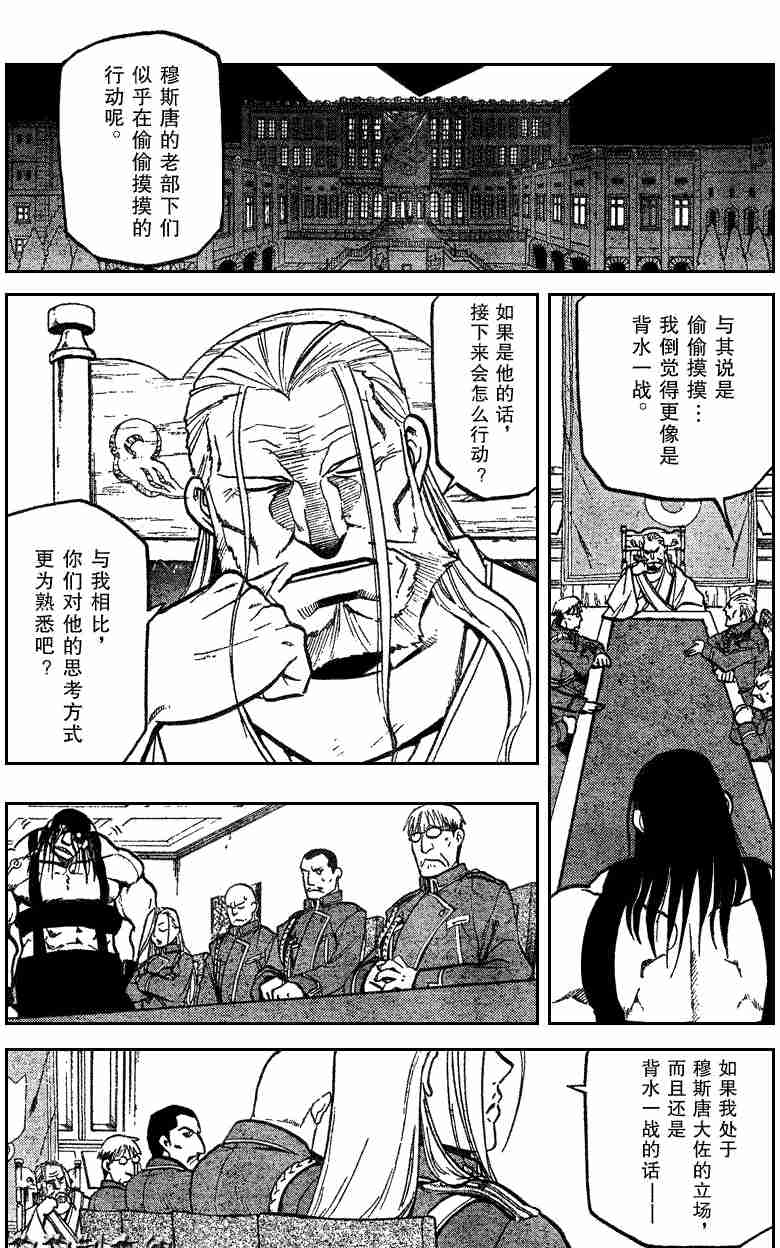 穆斯唐的老部下们
似乎在偷偷摸摸的
行动呢。
与其说是
偷偷摸摸…
我倒觉得更像是
背水一战。
如果是他的话，
接下来会怎么行动？
与我相比，
你们对他的思考方式
更为熟悉吧？
如果我处于
穆斯唐大佐的立场，
而且还是
背水一战的话——